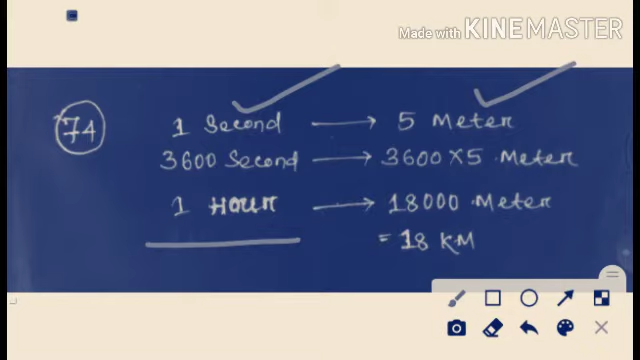 Made with KINEMASTER
74
1 Second → 5 Meter
3600 Second → 3600 X 5 Meter
1 HOUR → 18000 Meter
= 18 KM